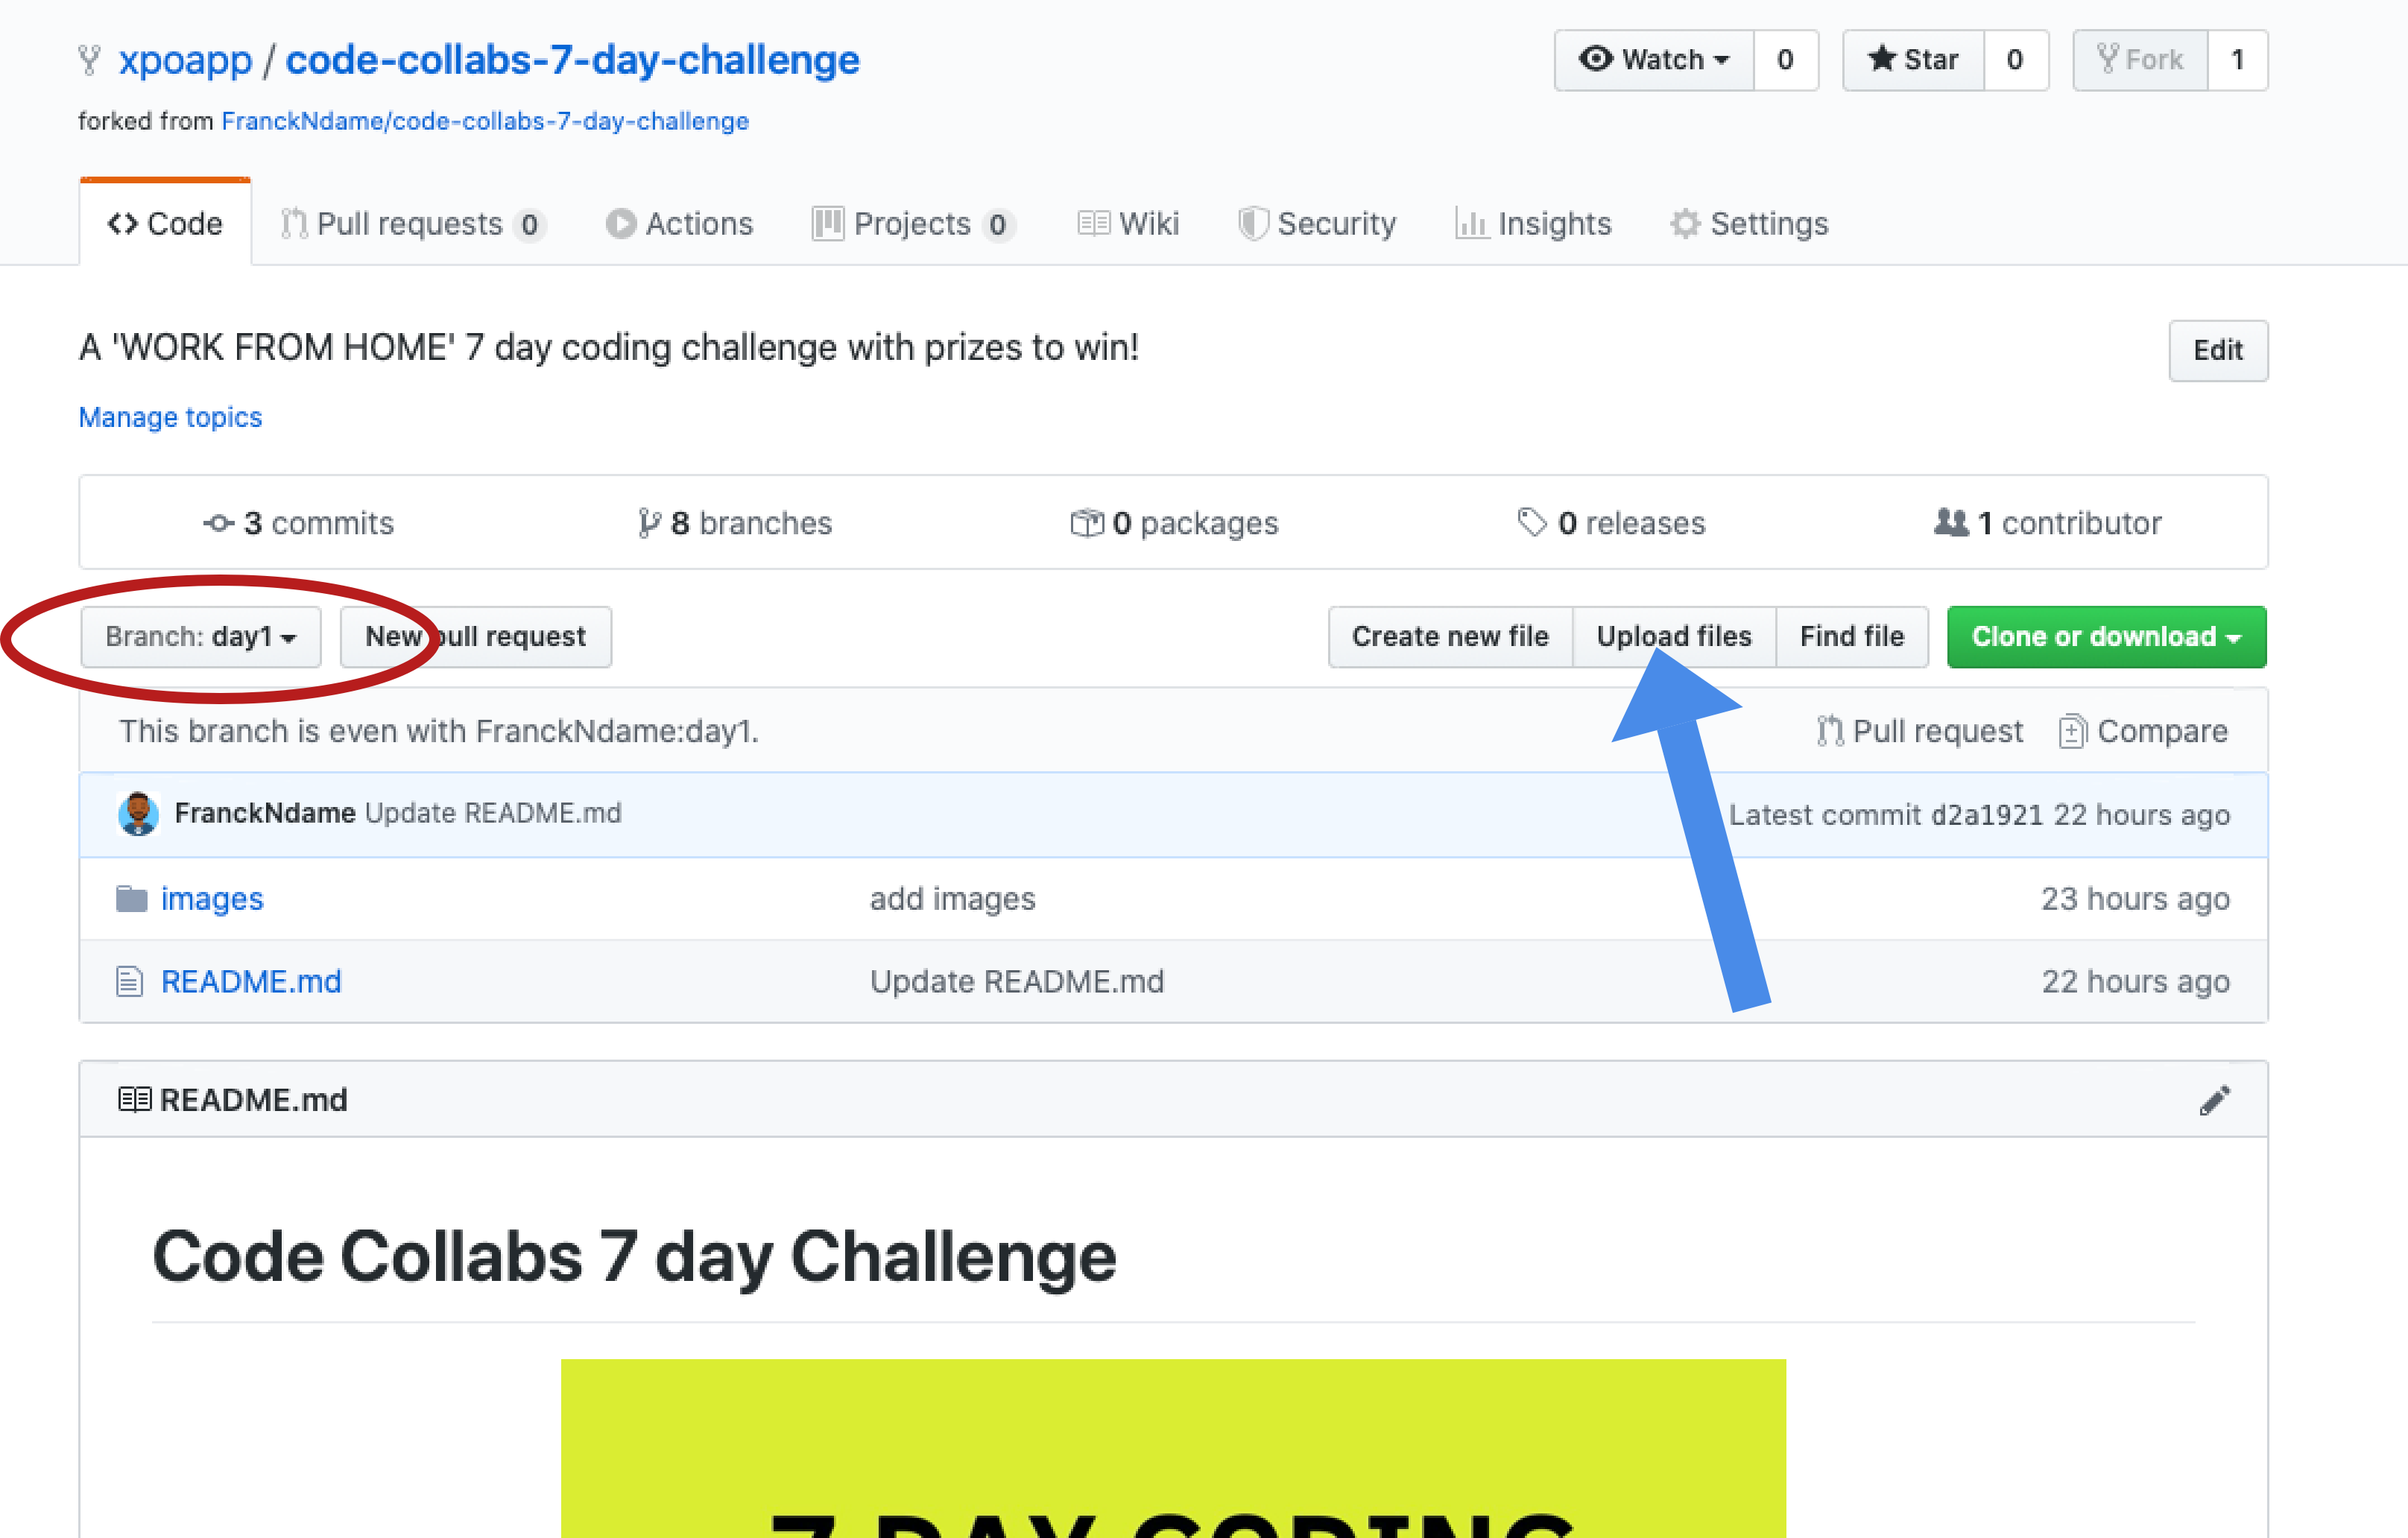 xpoapp / code-collabs-7-day-challenge
Watch 0 Star 0 Fork 1
forked from FranckNdame/code-collabs-7-day-challenge
Code Pull requests 0 Actions Projects 0 Wiki Security Insights Settings
A 'WORK FROM HOME' 7 day coding challenge with prizes to win!
Edit
Manage topics
3 commits 8 branches 0 packages 0 releases 1 contributor
Branch: day1 New pull request Create new file Upload files Find file Clone or download
This branch is even with FranckNdame:day1. Pull request Compare
FranckNdame Update README.md Latest commit d2a1921 22 hours ago
images add images 23 hours ago
README.md Update README.md 22 hours ago
README.md
Code Collabs 7 day Challenge
7 DAY CODING